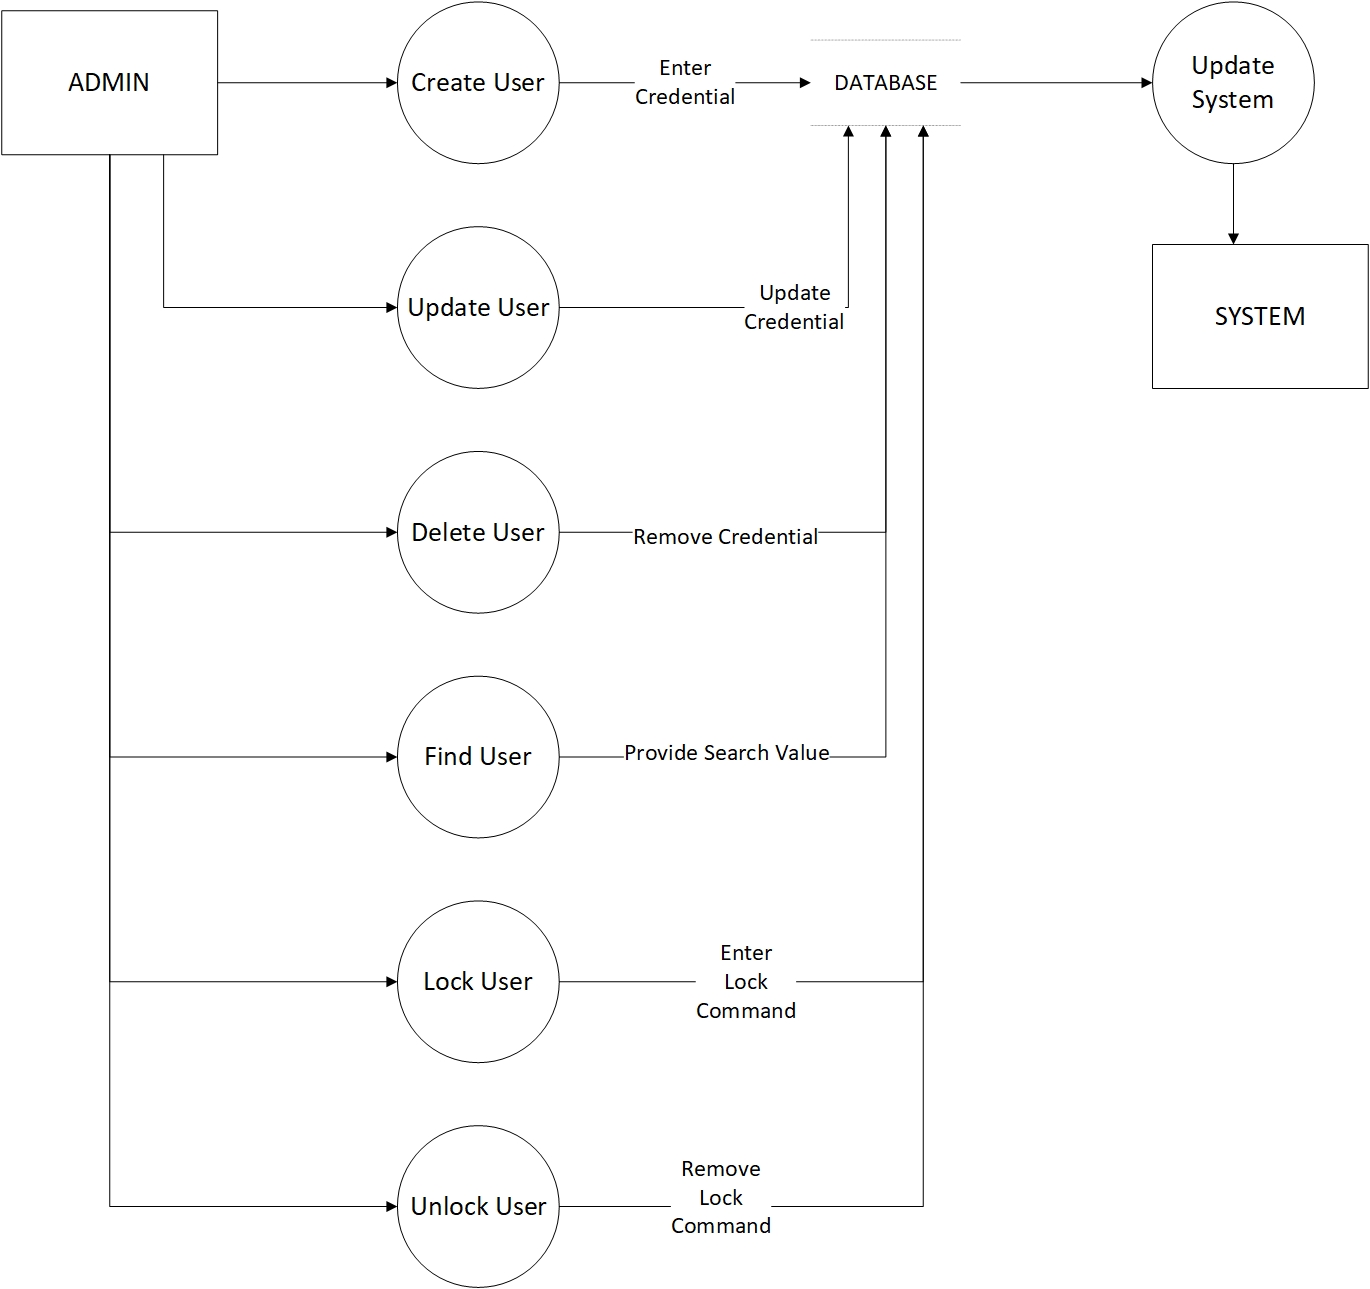 ADMIN
Create User
Enter
Credential
DATABASE
Update
System
Update User
Update
Credential
SYSTEM
Delete User
Remove Credential
Find User
Provide Search Value
Lock User
Enter
Lock
Command
Unlock User
Remove
Lock
Command